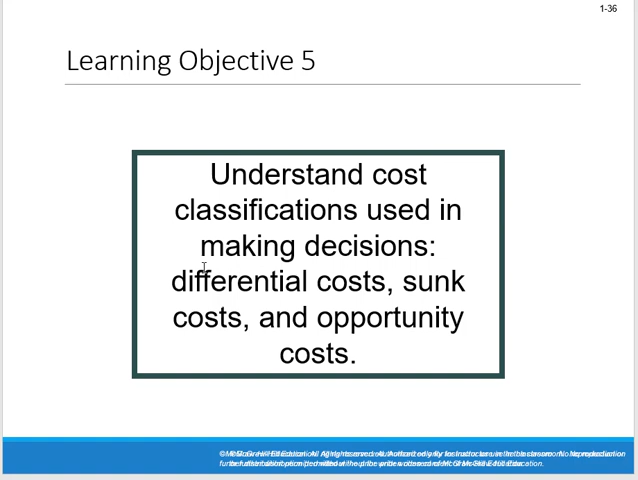 1-36
Learning Objective 5
Understand cost
classifications used in
making decisions:
differential costs, sunk
costs, and opportunity
costs.